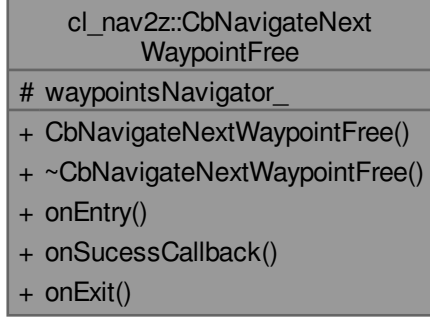 cl_nav2z::CbNavigateNext
WaypointFree
# waypointsNavigator_
+ CbNavigateNextWaypointFree()
+ ~CbNavigateNextWaypointFree()
+ onEntry()
+ onSucessCallback()
+ onExit()